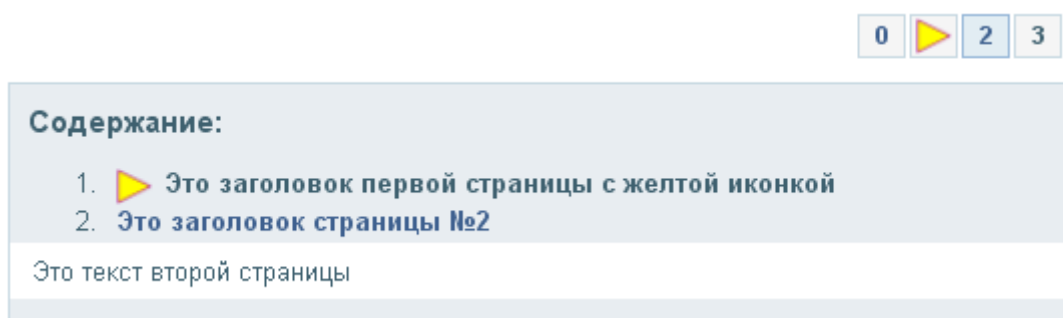 0 2 3
Содержание:
1. Это заголовок первой страницы с желтой иконкой
2. Это заголовок страницы №2
Это текст второй страницы